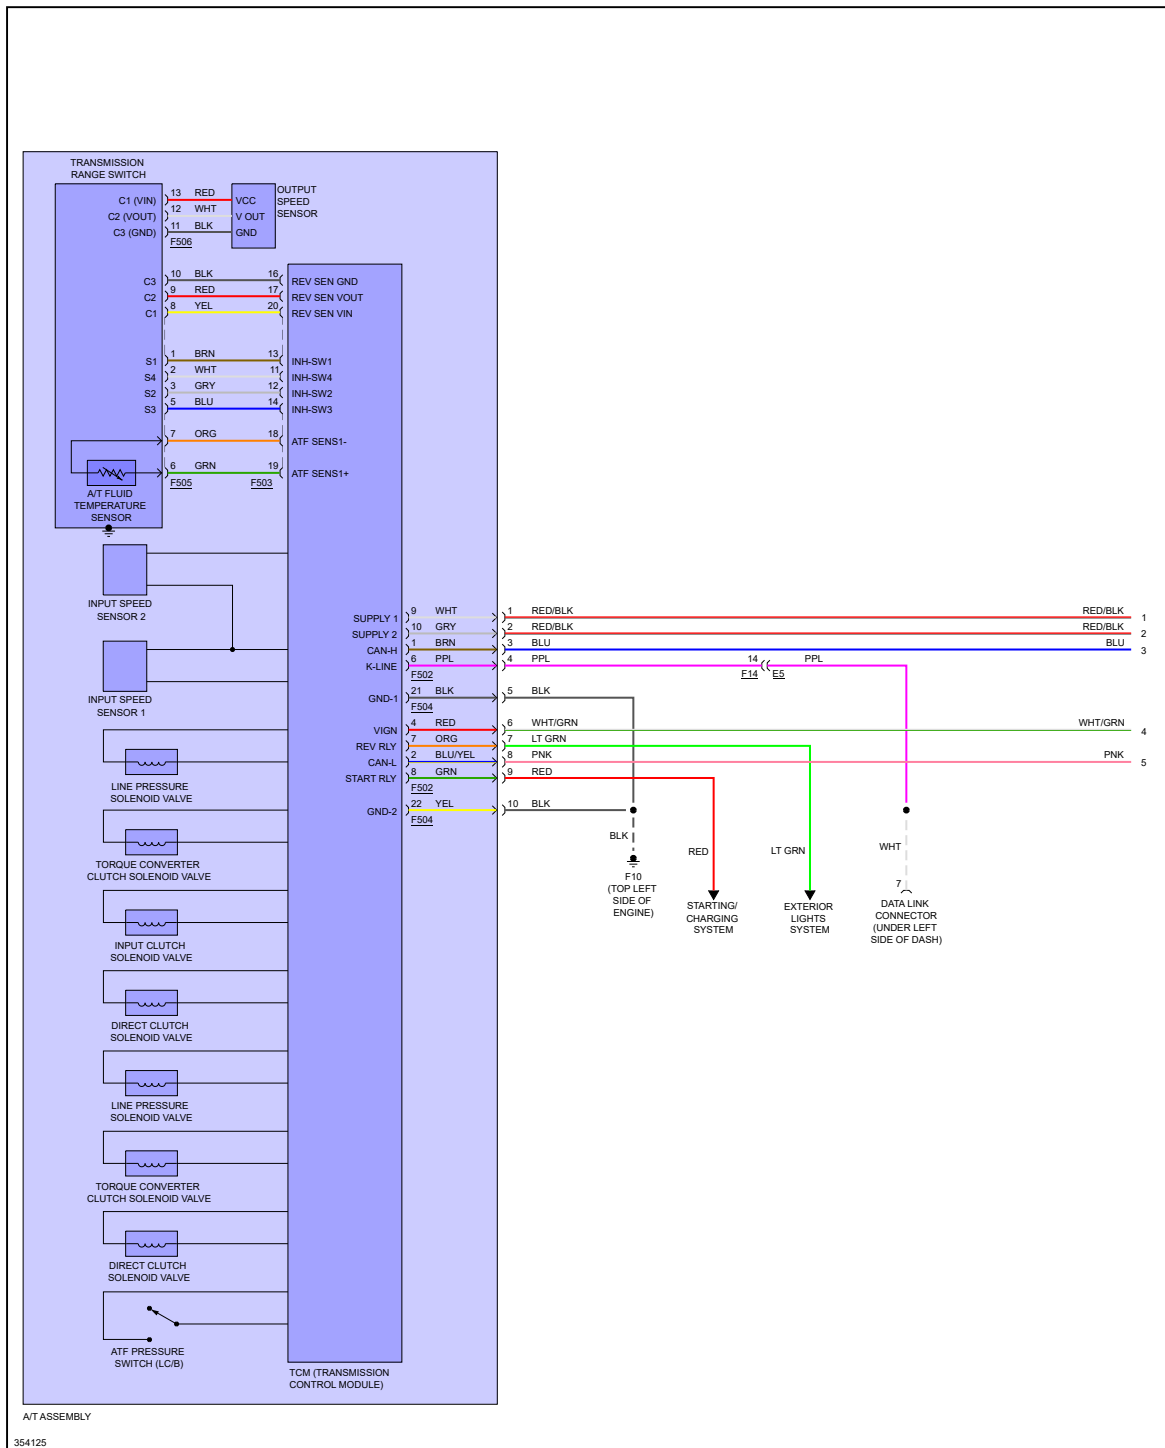 TRANSMISSION
RANGE SWITCH
C1 (VIN)
13
RED
VCC
OUTPUT
SPEED
SENSOR
C2 (VOUT)
12
WHT
V OUT
C3 (GND)
11
BLK
GND
F506
C3
10
BLK
16
REV SEN GND
C2
9
RED
17
REV SEN VOUT
C1
8
YEL
20
REV SEN VIN
S1
1
BRN
13
INH-SW1
S4
2
WHT
11
INH-SW4
S2
3
GRY
12
INH-SW2
S3
5
BLU
14
INH-SW3
7
ORG
18
ATF SENS1-
6
GRN
19
ATF SENS1+
F505
F503
A/T FLUID
TEMPERATURE
SENSOR
INPUT SPEED
SENSOR 2
INPUT SPEED
SENSOR 1
SUPPLY 1
9
WHT
1
RED/BLK
RED/BLK
1
SUPPLY 2
10
GRY
2
RED/BLK
RED/BLK
2
CAN-H
1
BRN
3
BLU
BLU
3
K-LINE
6
PPL
4
PPL
14
PPL
F502
F14
E5
GND-1
21
BLK
5
BLK
F504
VIGN
4
RED
6
WHT/GRN
WHT/GRN
4
REV RLY
7
ORG
7
LT GRN
CAN-L
2
BLU/YEL
8
PNK
PNK
5
START RLY
8
GRN
9
RED
F502
GND-2
22
YEL
10
BLK
F504
BLK
RED
LT GRN
WHT
7
F10
(TOP LEFT
SIDE OF
ENGINE)
STARTING/
CHARGING
SYSTEM
EXTERIOR
LIGHTS
SYSTEM
DATA LINK
CONNECTOR
(UNDER LEFT
SIDE OF DASH)
LINE PRESSURE
SOLENOID VALVE
TORQUE CONVERTER
CLUTCH SOLENOID VALVE
INPUT CLUTCH
SOLENOID VALVE
DIRECT CLUTCH
SOLENOID VALVE
LINE PRESSURE
SOLENOID VALVE
TORQUE CONVERTER
CLUTCH SOLENOID VALVE
DIRECT CLUTCH
SOLENOID VALVE
ATF PRESSURE
SWITCH (LC/B)
TCM (TRANSMISSION
CONTROL MODULE)
A/T ASSEMBLY
354125